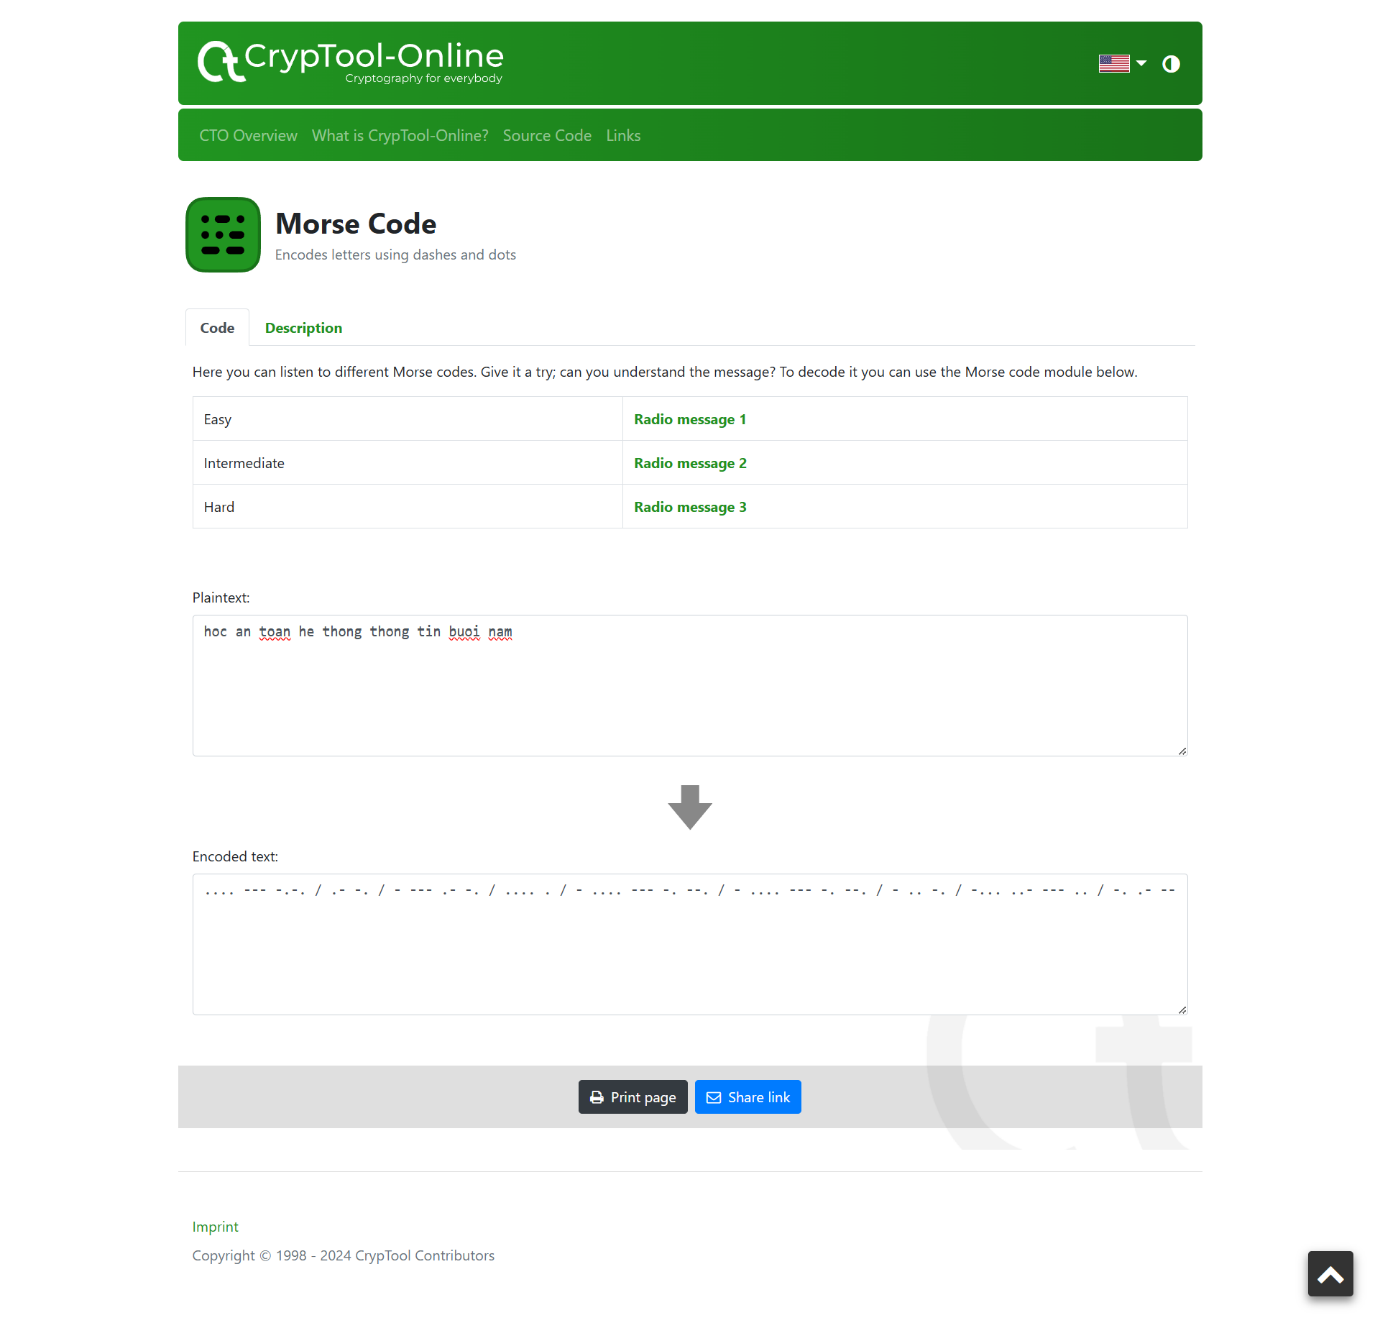 CrypTool-Online
Cryptography for everybody
CTO Overview What is CrypTool-Online? Source Code Links
Morse Code
Encodes letters using dashes and dots
Code Description
Here you can listen to different Morse codes. Give it a try; can you understand the message? To decode it you can use the Morse code module below.
Easy Radio message 1
Intermediate Radio message 2
Hard Radio message 3
Plaintext:
hoc an toan he thong thong tin buoi nam
Encoded text:
.... --- -.-. / .- -. / - --- .- -. / .... . / - .... --- -. --. / - .... --- -. --. / - .. -. / -... ..- --- .. / -. .- --
Print page Share link
Imprint
Copyright © 1998 - 2024 CrypTool Contributors